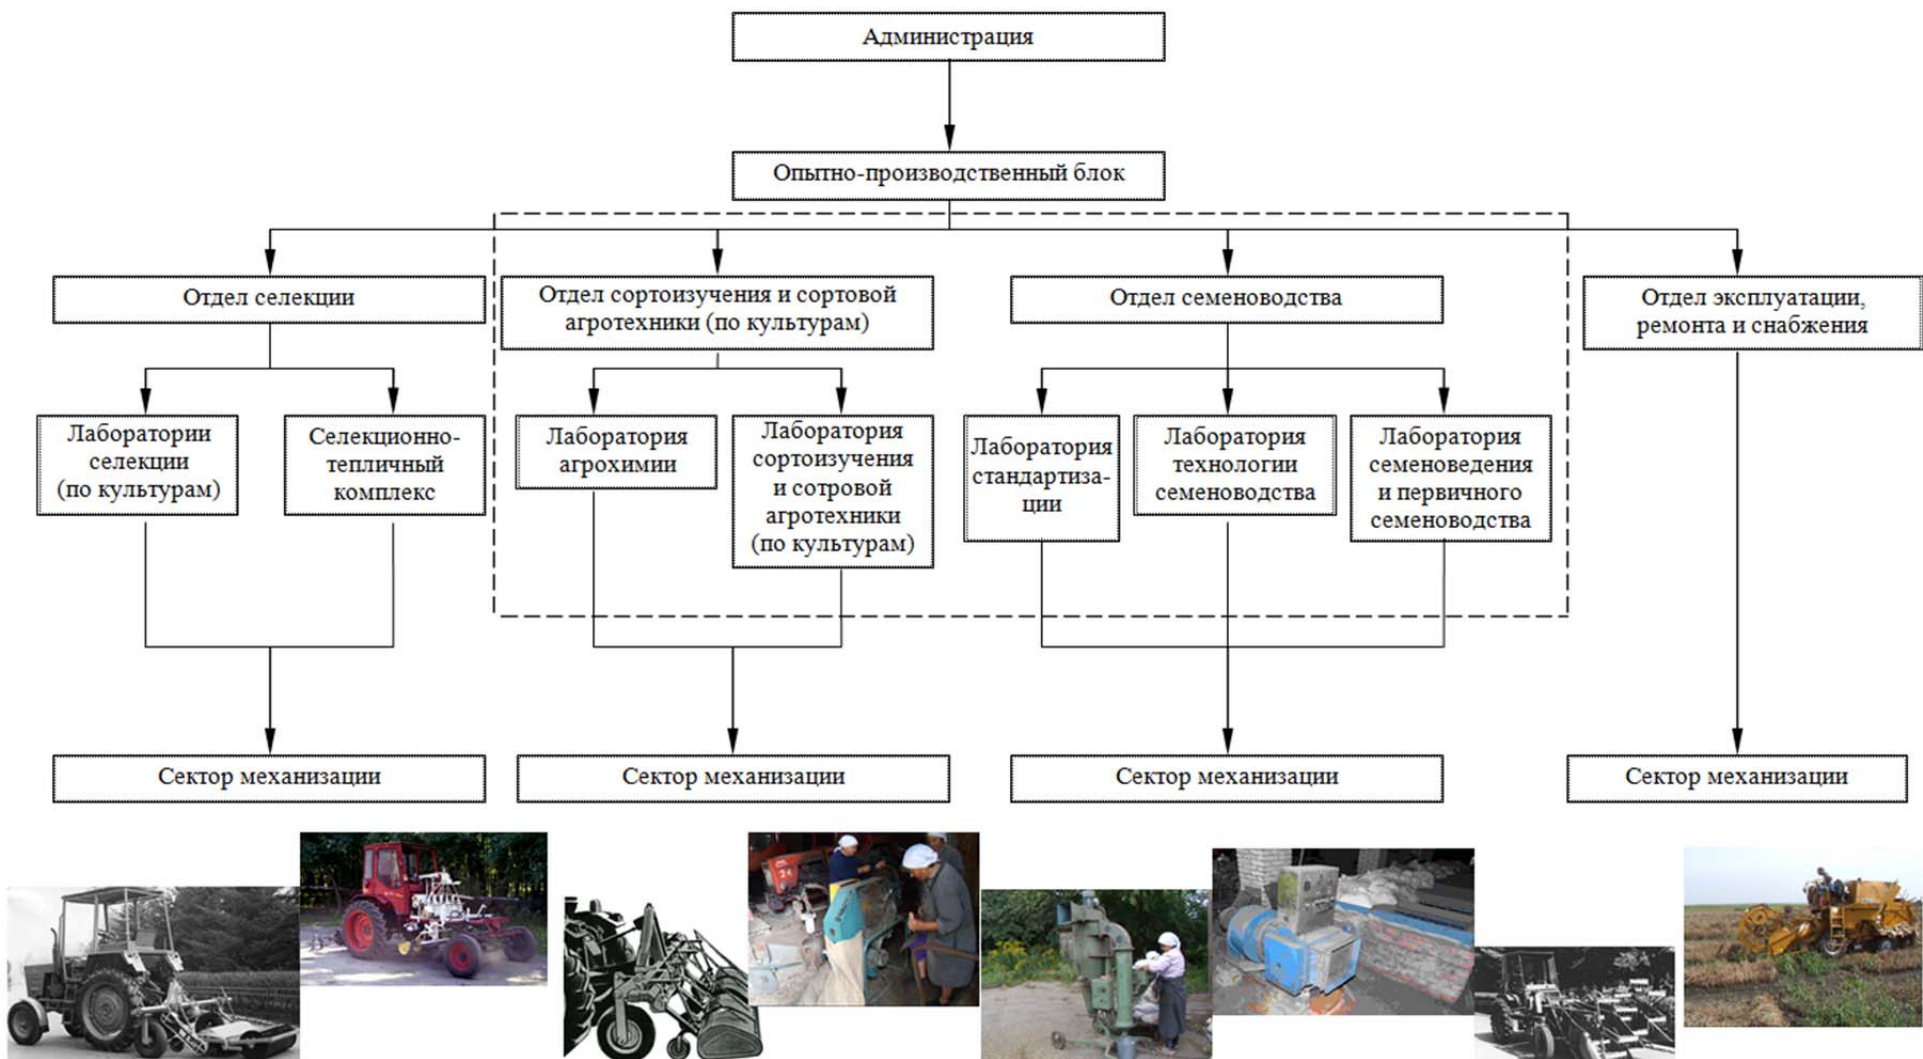 Администрация
Опытно-производственный блок
Отдел селекции
Отдел сортоизучения и сортовой
агротехники (по культурам)
Отдел семеноводства
Отдел эксплуатации,
ремонта и снабжения
Лаборатории
селекции
(по культурам)
Селекционно-
тепличный
комплекс
Лаборатория
агрохимии
Лаборатория
сортоизучения
и сотровой
агротехники
(по культурам)
Лаборатория
стандартиза-
ции
Лаборатория
технологии
семеноводства
Лаборатория
семеноведения
и первичного
семеноводства
Сектор механизации
Сектор механизации
Сектор механизации
Сектор механизации